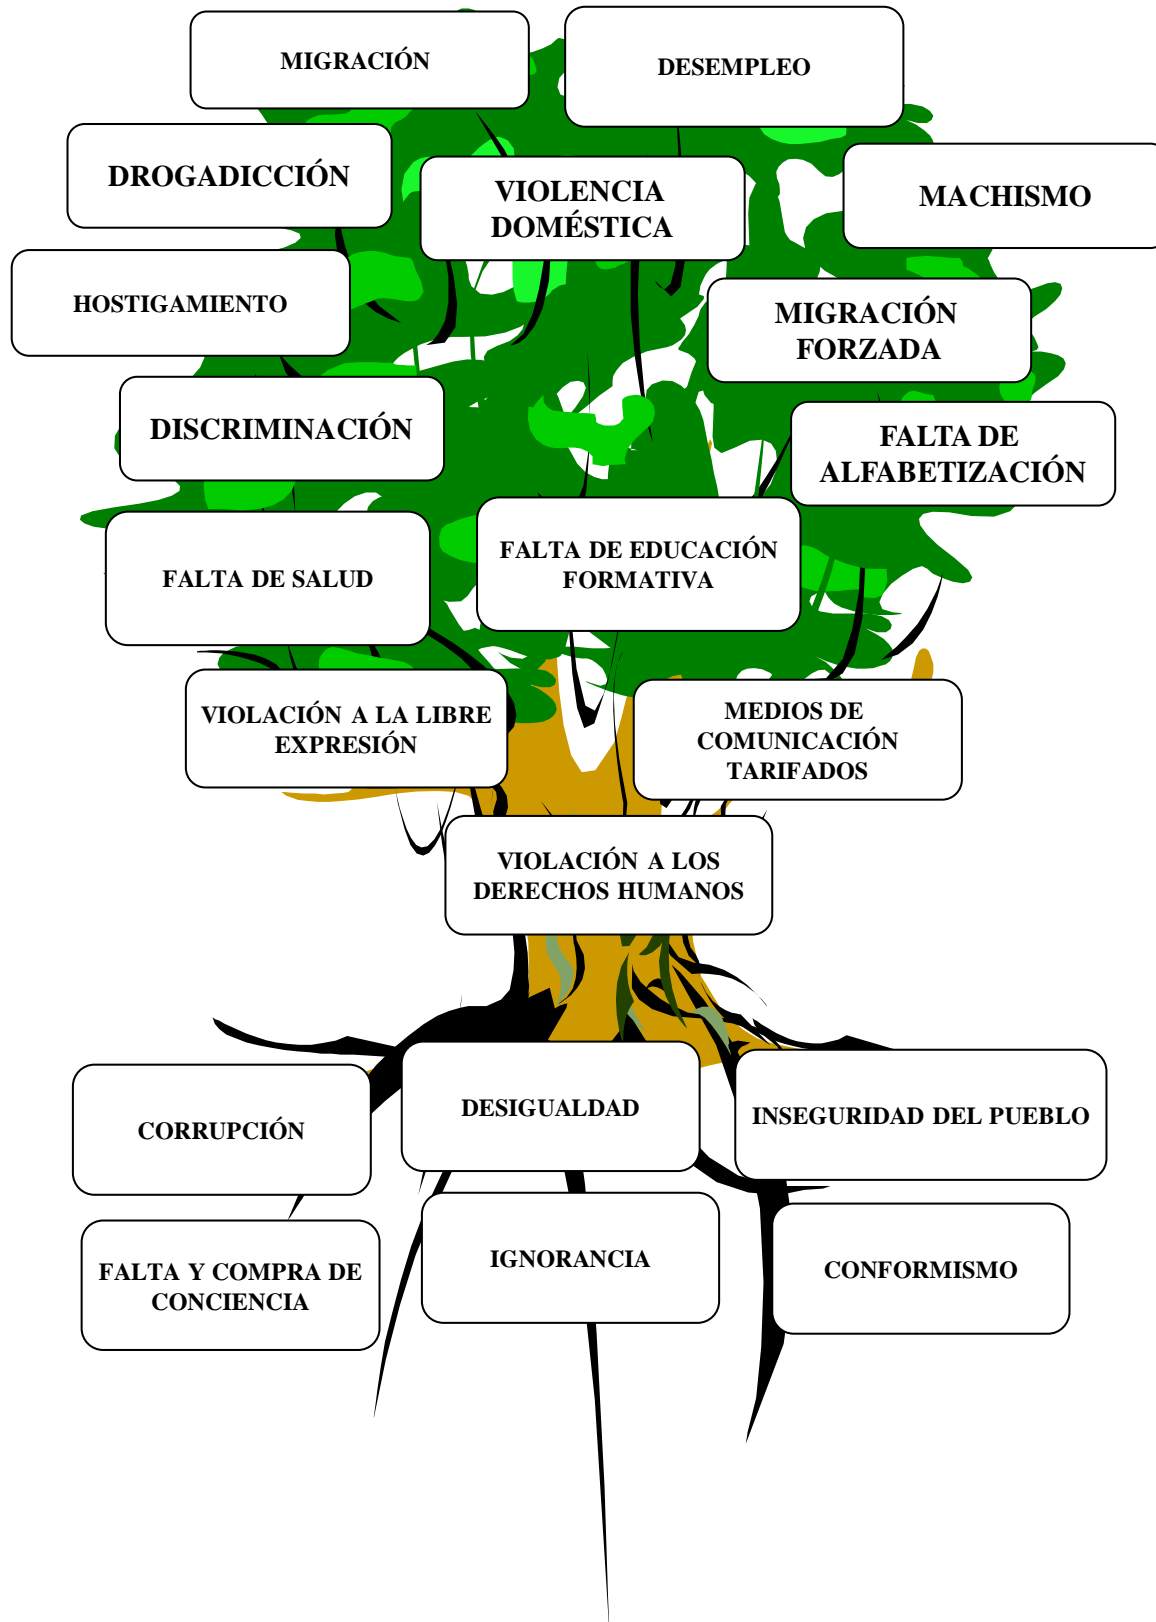 MIGRACIÓN
DESEMPLEO
DROGADICCIÓN
VIOLENCIA
DOMÉSTICA
MACHISMO
HOSTIGAMIENTO
MIGRACIÓN
FORZADA
DISCRIMINACIÓN
FALTA DE
ALFABETIZACIÓN
FALTA DE SALUD
FALTA DE EDUCACIÓN
FORMATIVA
VIOLACIÓN A LA LIBRE
EXPRESIÓN
MEDIOS DE
COMUNICACIÓN
TARIFADOS
VIOLACIÓN A LOS
DERECHOS HUMANOS
CORRUPCIÓN
DESIGUALDAD
INSEGURIDAD DEL PUEBLO
FALTA Y COMPRA DE
CONCIENCIA
IGNORANCIA
CONFORMISMO